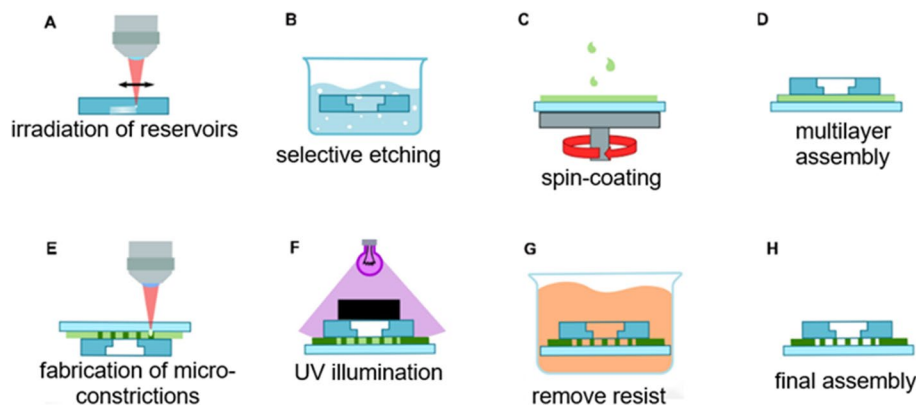 A
irradiation of reservoirs
B
selective etching
C
spin-coating
D
multilayer
assembly
E
fabrication of micro-
constrictions
F
UV illumination
G
remove resist
H
final assembly